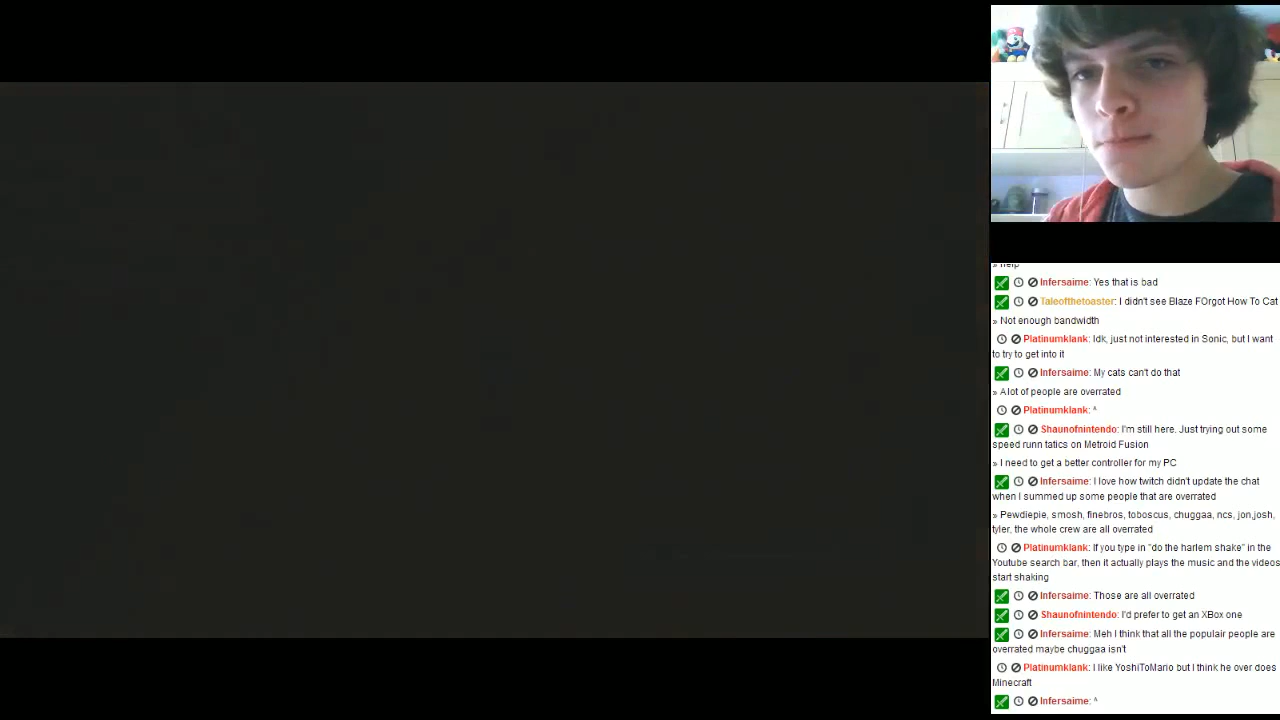 » help
Infersaime: Yes that is bad
Taleofthetoaster: I didn't see Blaze FOrgot How To Cat
» Not enough bandwidth
Platinumklank: Idk, just not interested in Sonic, but I want
to try to get into it
Infersaime: My cats can't do that
» A lot of people are overrated
Platinumklank: ^
Shaunofnintendo: I'm still here. Just trying out some
speed runn tatics on Metroid Fusion
» I need to get a better controller for my PC
Infersaime: I love how twitch didn't update the chat
when I summed up some people that are overrated
» Pewdiepie, smosh, finebros, toboscus, chuggaa, ncs, jon,josh,
tyler, the whole crew are all overrated
Platinumklank: If you type in "do the harlem shake" in the
Youtube search bar, then it actually plays the music and the videos
start shaking
Infersaime: Those are all overrated
Shaunofnintendo: I'd prefer to get an XBox one
Infersaime: Meh I think that all the populair people are
overrated maybe chuggaa isn't
Platinumklank: I like YoshiToMario but I think he over does
Minecraft
Infersaime: ^